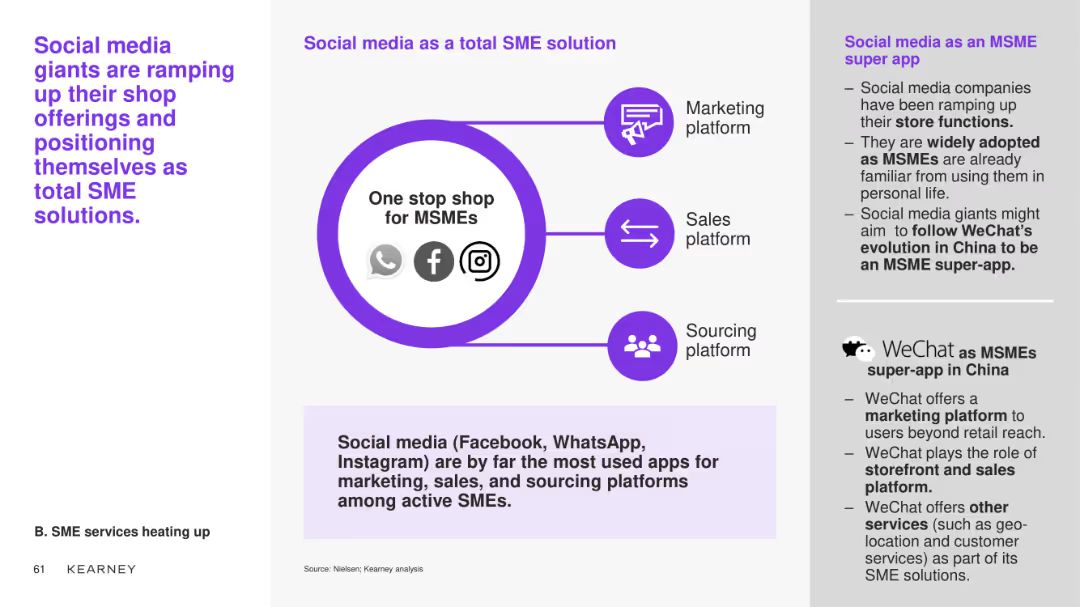 Social media
giants are ramping
up their shop
offerings and
positioning
themselves as
total SME
solutions.
B. SME services heating up
61 KEARNEY
Social media as a total SME solution
One stop shop
for MSMEs
Marketing
platform
Sales
platform
Sourcing
platform
Social media (Facebook, WhatsApp,
Instagram) are by far the most used apps for
marketing, sales, and sourcing platforms
among active SMEs.
Source: Nielsen; Kearney analysis
Social media as an MSME
super app
– Social media companies
have been ramping up
their store functions.
– They are widely adopted
as MSMEs are already
familiar from using them in
personal life.
– Social media giants might
aim to follow WeChat's
evolution in China to be
an MSME super-app.
WeChat as MSMEs
super-app in China
– WeChat offers a
marketing platform to
users beyond retail reach.
– WeChat plays the role of
storefront and sales
platform.
– WeChat offers other
services (such as geo-
location and customer
services) as part of its
SME solutions.